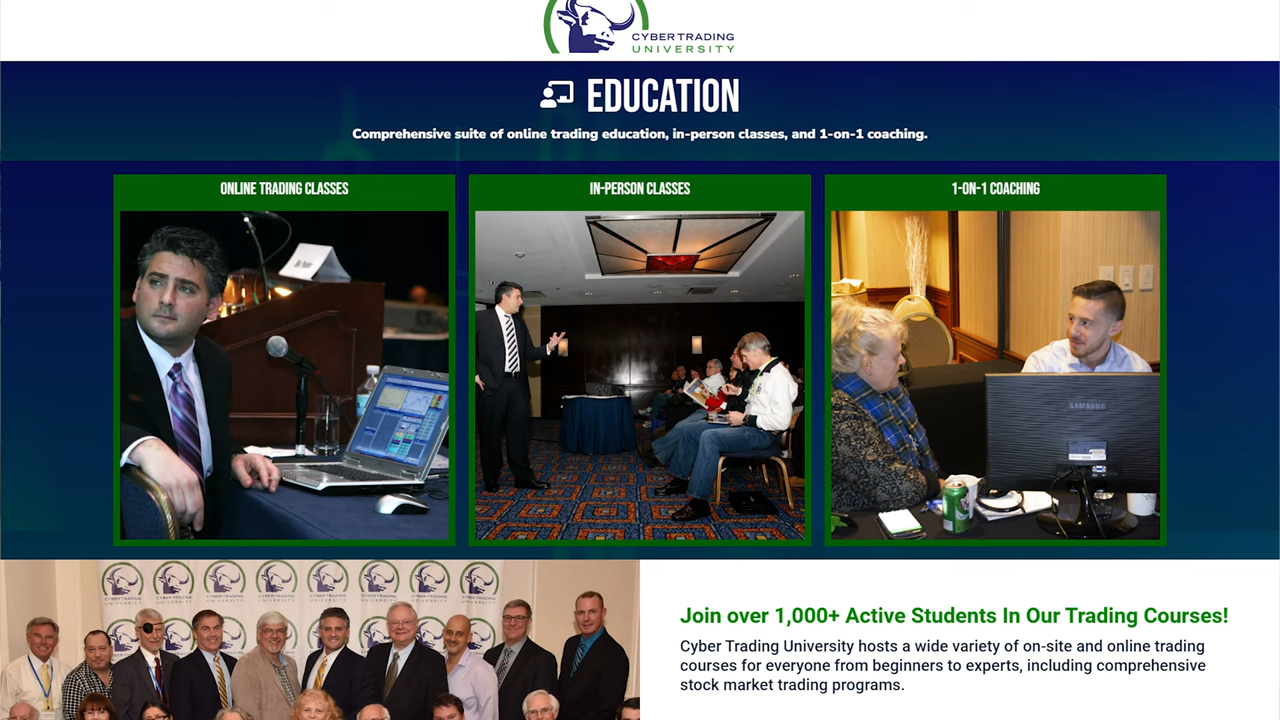 CYBER TRADING
UNIVERSITY
EDUCATION
Comprehensive suite of online trading education, in-person classes, and 1-on-1 coaching.
ONLINE TRADING CLASSES
IN-PERSON CLASSES
1-ON-1 COACHING
SAMSUNG
CYBER TRADING
UNIVERSITY
Join over 1,000+ Active Students In Our Trading Courses!
Cyber Trading University hosts a wide variety of on-site and online trading
courses for everyone from beginners to experts, including comprehensive
stock market trading programs.